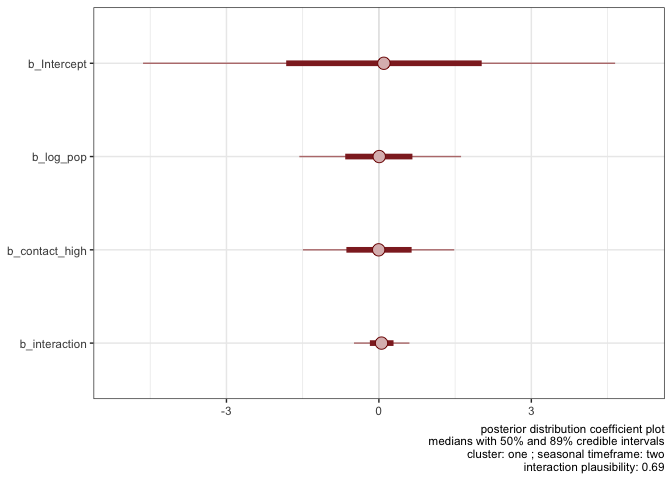 b_Intercept
b_log_pop
b_contact_high
b_interaction
-3 0 3
posterior distribution coefficient plot
medians with 50% and 89% credible intervals
cluster: one ; seasonal timeframe: two
interaction plausibility: 0.69